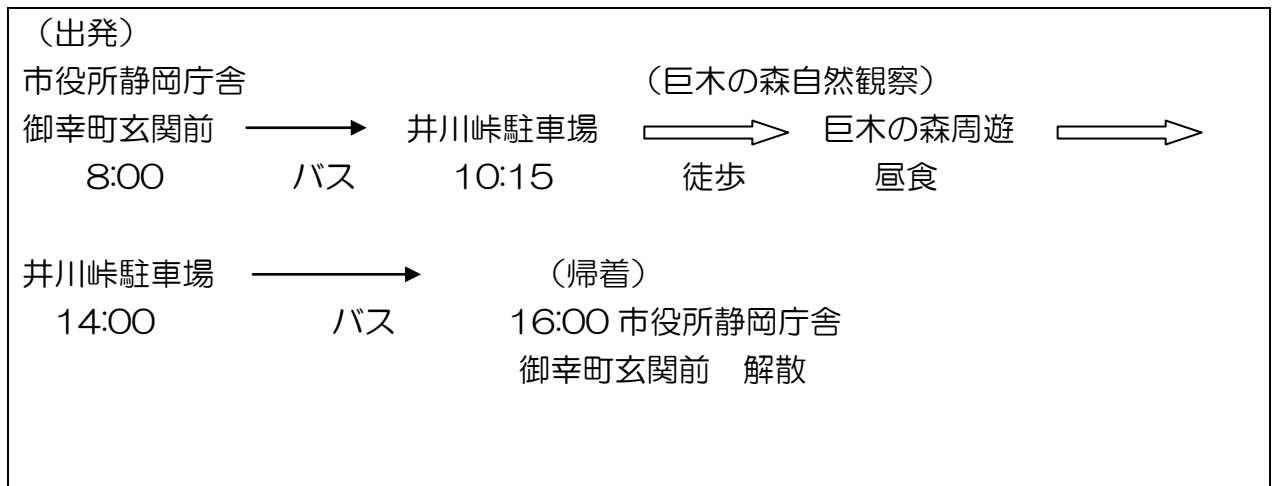 （出発）
市役所静岡庁舎　（巨木の森自然観察）
御幸町玄関前　井川峠駐車場　巨木の森周遊
8:00　バス　10:15　徒歩　昼食
井川峠駐車場　（帰着）
14:00　バス　16:00 市役所静岡庁舎
御幸町玄関前　解散